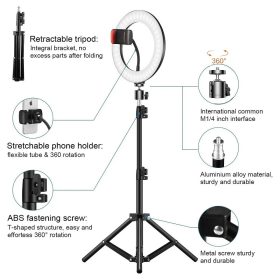 Retractable tripod:
Integral bracket, no
excess parts after folding
360°
International common
M1/4 inch interface
Stretchable phone holder:
flexible tube & 360 rotation
Aluminium alloy material,
sturdy and durable
ABS fastening screw:
T-shaped structure, easy and
effortless 360° rotation
Metal screw sturdy
and durable